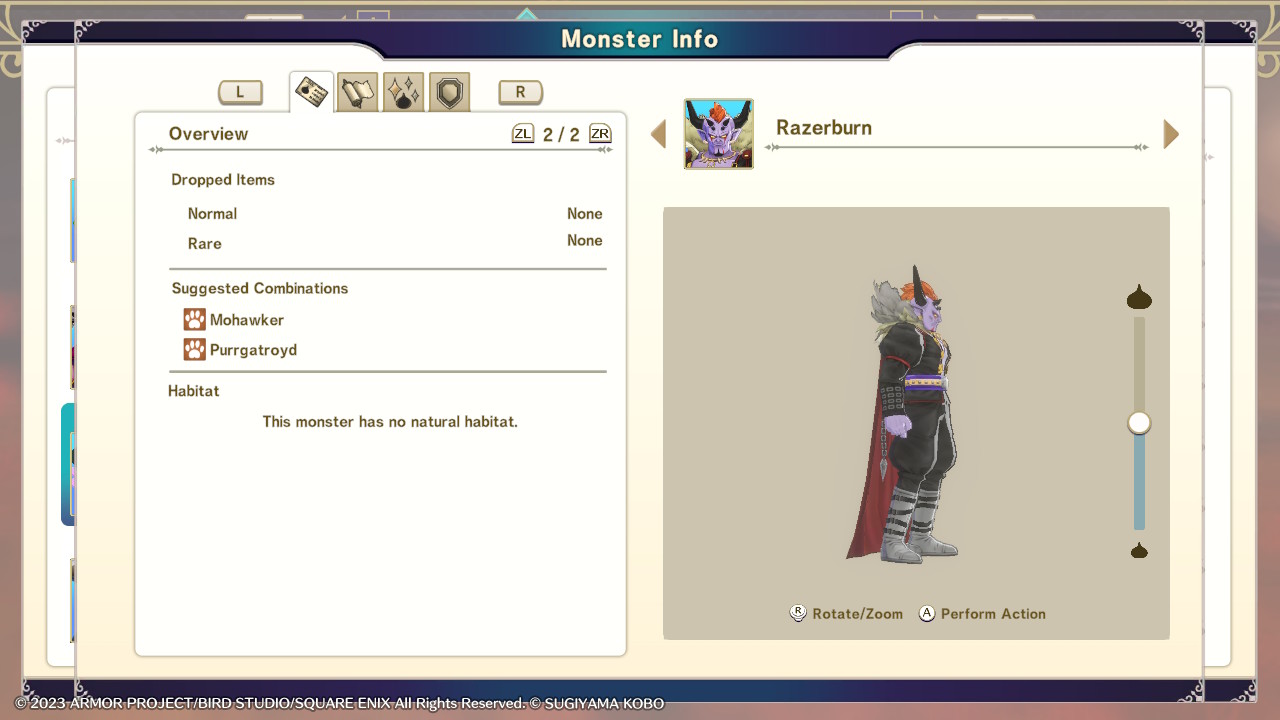 Monster Info
L
R
Overview
ZL 2 / 2 ZR
Dropped Items
Normal None
Rare None
Suggested Combinations
Mohawker
Purrgatroyd
Habitat
This monster has no natural habitat.
Razerburn
R Rotate/Zoom A Perform Action
© 2023 ARMOR PROJECT/BIRD STUDIO/SQUARE ENIX All Rights Reserved. © SUGIYAMA KOBO